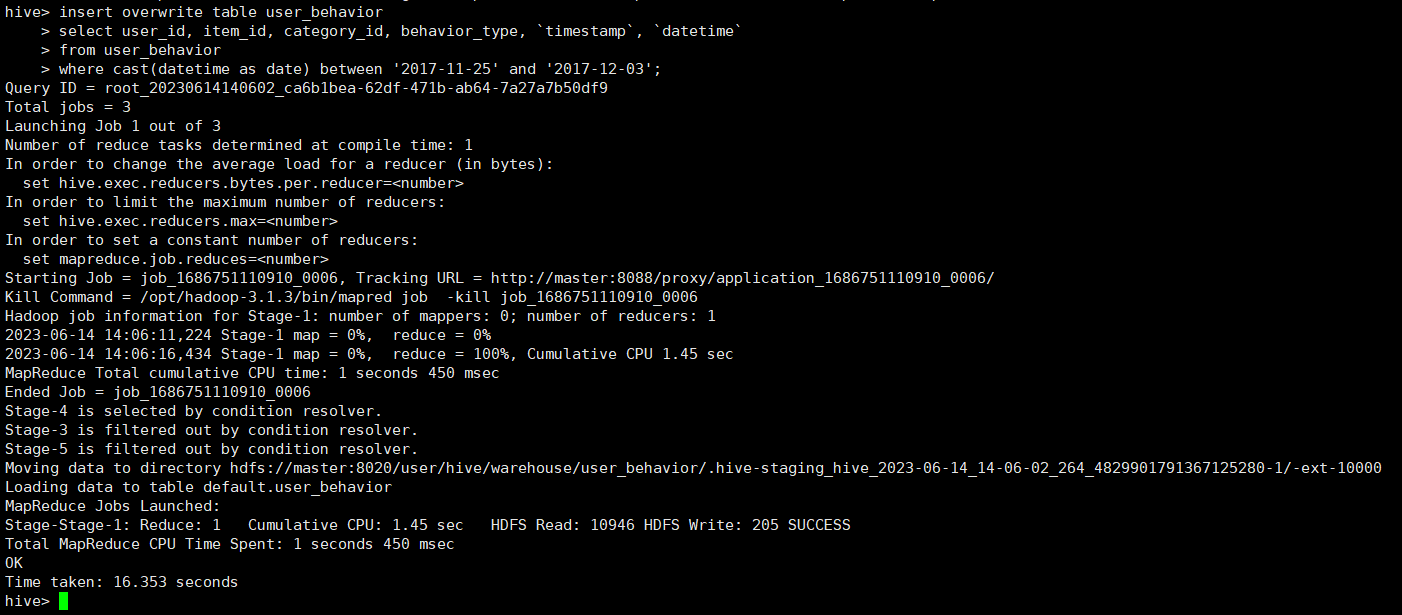 hive> insert overwrite table user_behavior
    > select user_id, item_id, category_id, behavior_type, `timestamp`, `datetime`
    > from user_behavior
    > where cast(datetime as date) between '2017-11-25' and '2017-12-03';
Query ID = root_20230614140602_ca6b1bea-62df-471b-ab64-7a27a7b50df9
Total jobs = 3
Launching Job 1 out of 3
Number of reduce tasks determined at compile time: 1
In order to change the average load for a reducer (in bytes):
  set hive.exec.reducers.bytes.per.reducer=<number>
In order to limit the maximum number of reducers:
  set hive.exec.reducers.max=<number>
In order to set a constant number of reducers:
  set mapreduce.job.reduces=<number>
Starting Job = job_1686751110910_0006, Tracking URL = http://master:8088/proxy/application_1686751110910_0006/
Kill Command = /opt/hadoop-3.1.3/bin/mapred job  -kill job_1686751110910_0006
Hadoop job information for Stage-1: number of mappers: 0; number of reducers: 1
2023-06-14 14:06:11,224 Stage-1 map = 0%,  reduce = 0%
2023-06-14 14:06:16,434 Stage-1 map = 0%,  reduce = 100%, Cumulative CPU 1.45 sec
MapReduce Total cumulative CPU time: 1 seconds 450 msec
Ended Job = job_1686751110910_0006
Stage-4 is selected by condition resolver.
Stage-3 is filtered out by condition resolver.
Stage-5 is filtered out by condition resolver.
Moving data to directory hdfs://master:8020/user/hive/warehouse/user_behavior/.hive-staging_hive_2023-06-14_14-06-02_264_4829901791367125280-1/-ext-10000
Loading data to table default.user_behavior
MapReduce Jobs Launched:
Stage-Stage-1: Reduce: 1   Cumulative CPU: 1.45 sec   HDFS Read: 10946 HDFS Write: 205 SUCCESS
Total MapReduce CPU Time Spent: 1 seconds 450 msec
OK
Time taken: 16.353 seconds
hive>